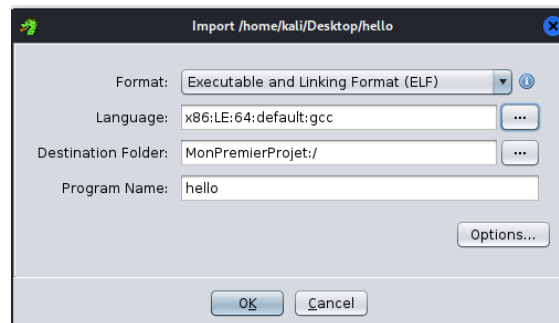 Import /home/kali/Desktop/hello
Format: Executable and Linking Format (ELF)
Language: x86:LE:64:default:gcc ...
Destination Folder: MonPremierProjet:/ ...
Program Name: hello
Options...
OK Cancel